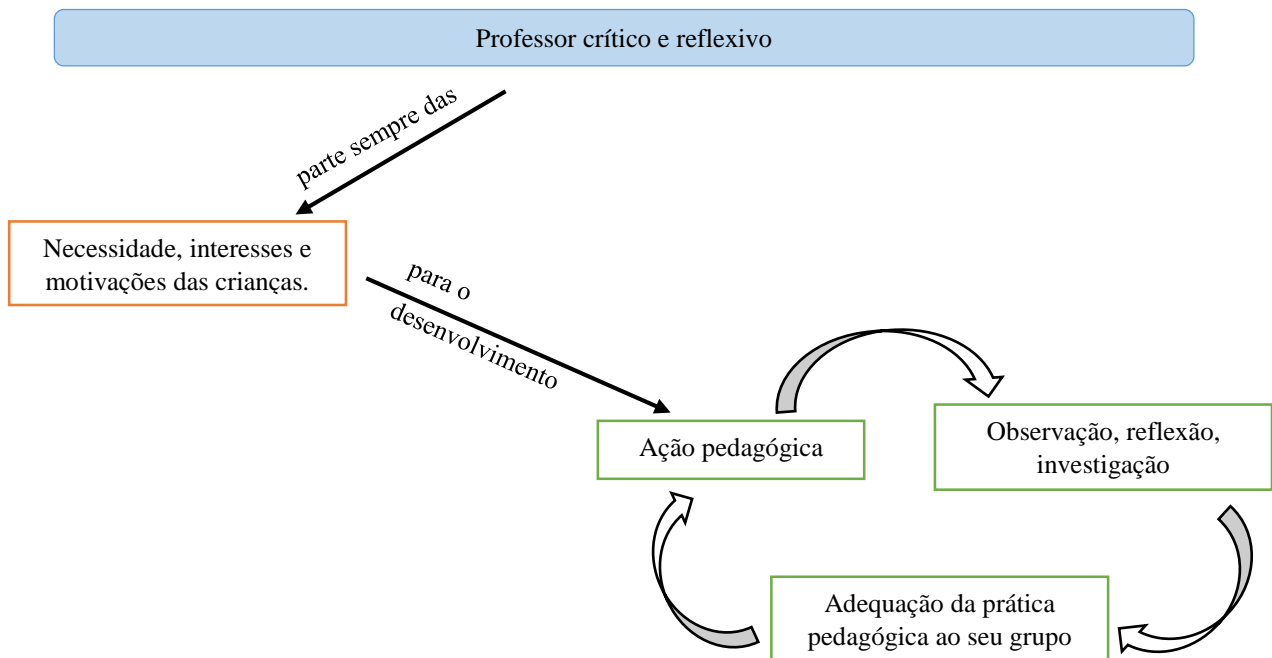 Professor crítico e reflexivo
parte sempre das
Necessidade, interesses e
motivações das crianças.
para o
desenvolvimento
Ação pedagógica
Observação, reflexão,
investigação
Adequação da prática
pedagógica ao seu grupo